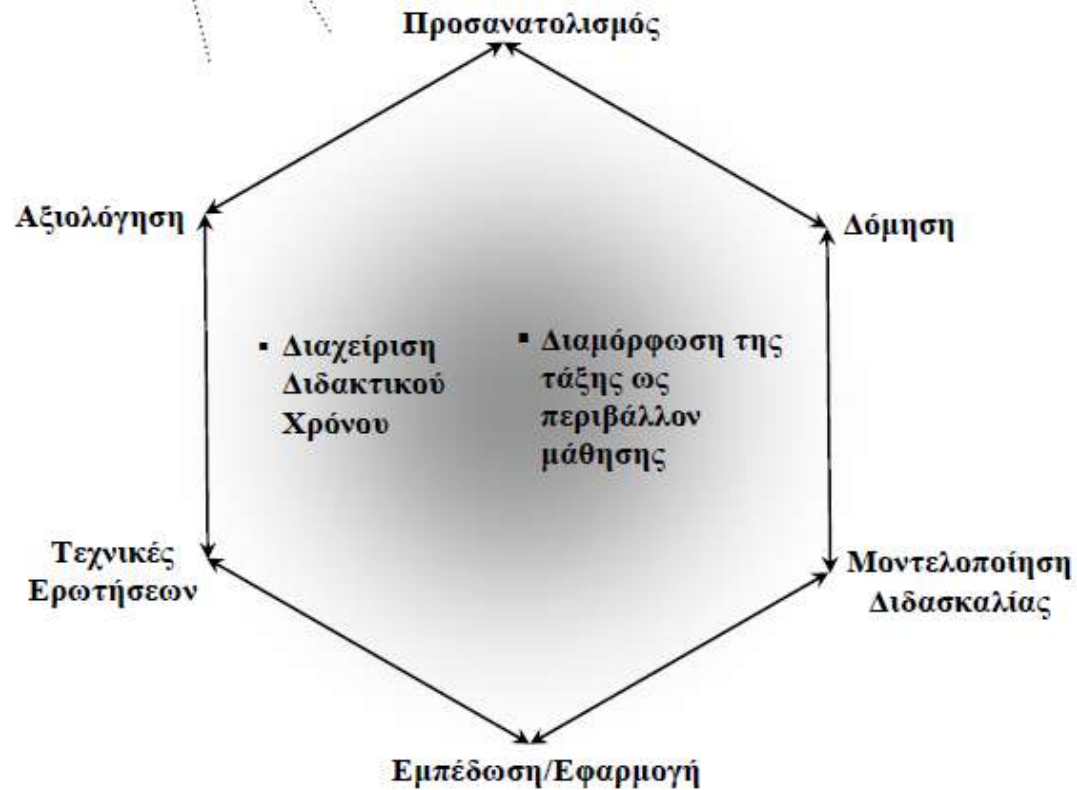 Προσανατολισμός
Αξιολόγηση
Δόμηση
▪ Διαχείριση
Διδακτικού
Χρόνου
▪ Διαμόρφωση της
τάξης ως
περιβάλλον
μάθησης
Τεχνικές
Ερωτήσεων
Μοντελοποίηση
Διδασκαλίας
Εμπέδωση/Εφαρμογή